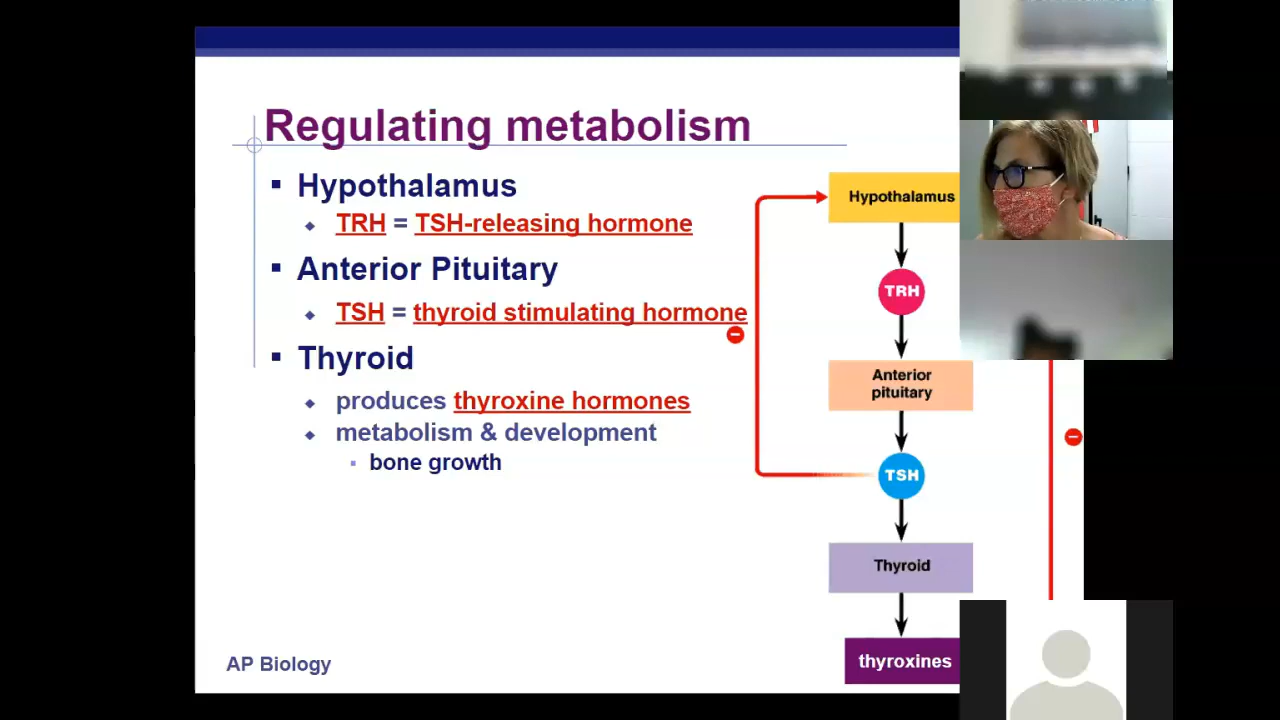 Regulating metabolism
Hypothalamus
TRH = TSH-releasing hormone
Anterior Pituitary
TSH = thyroid stimulating hormone
Thyroid
produces thyroxine hormones
metabolism & development
bone growth
AP Biology
Hypothalamus
TRH
Anterior
pituitary
TSH
Thyroid
thyroxines